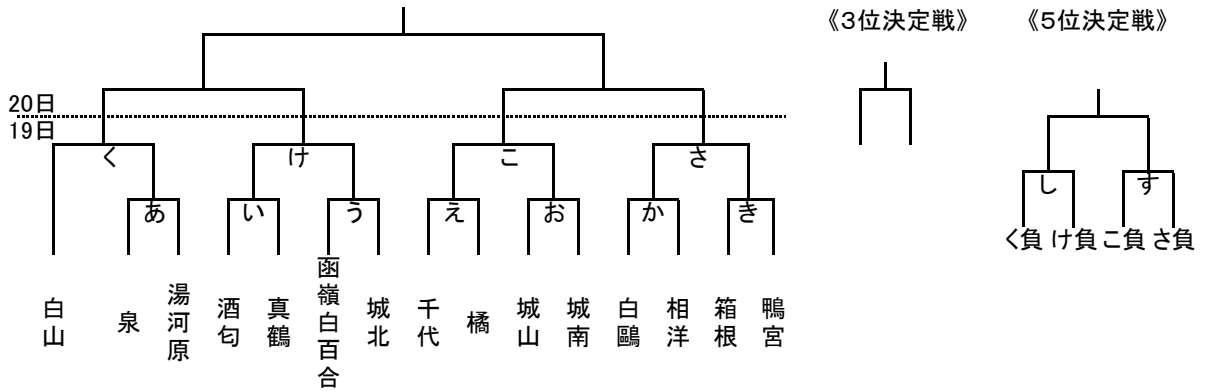 《3位決定戦》
《5位決定戦》
20日
19日
く
け
こ
さ
あ
い
う
え
お
か
き
し
す
く負
け負
こ負
さ負
白山
泉
湯河原
酒匂
真鶴
函嶺白百合
城北
千代
橘
城山
城南
白鷗
相洋
箱根
鴨宮